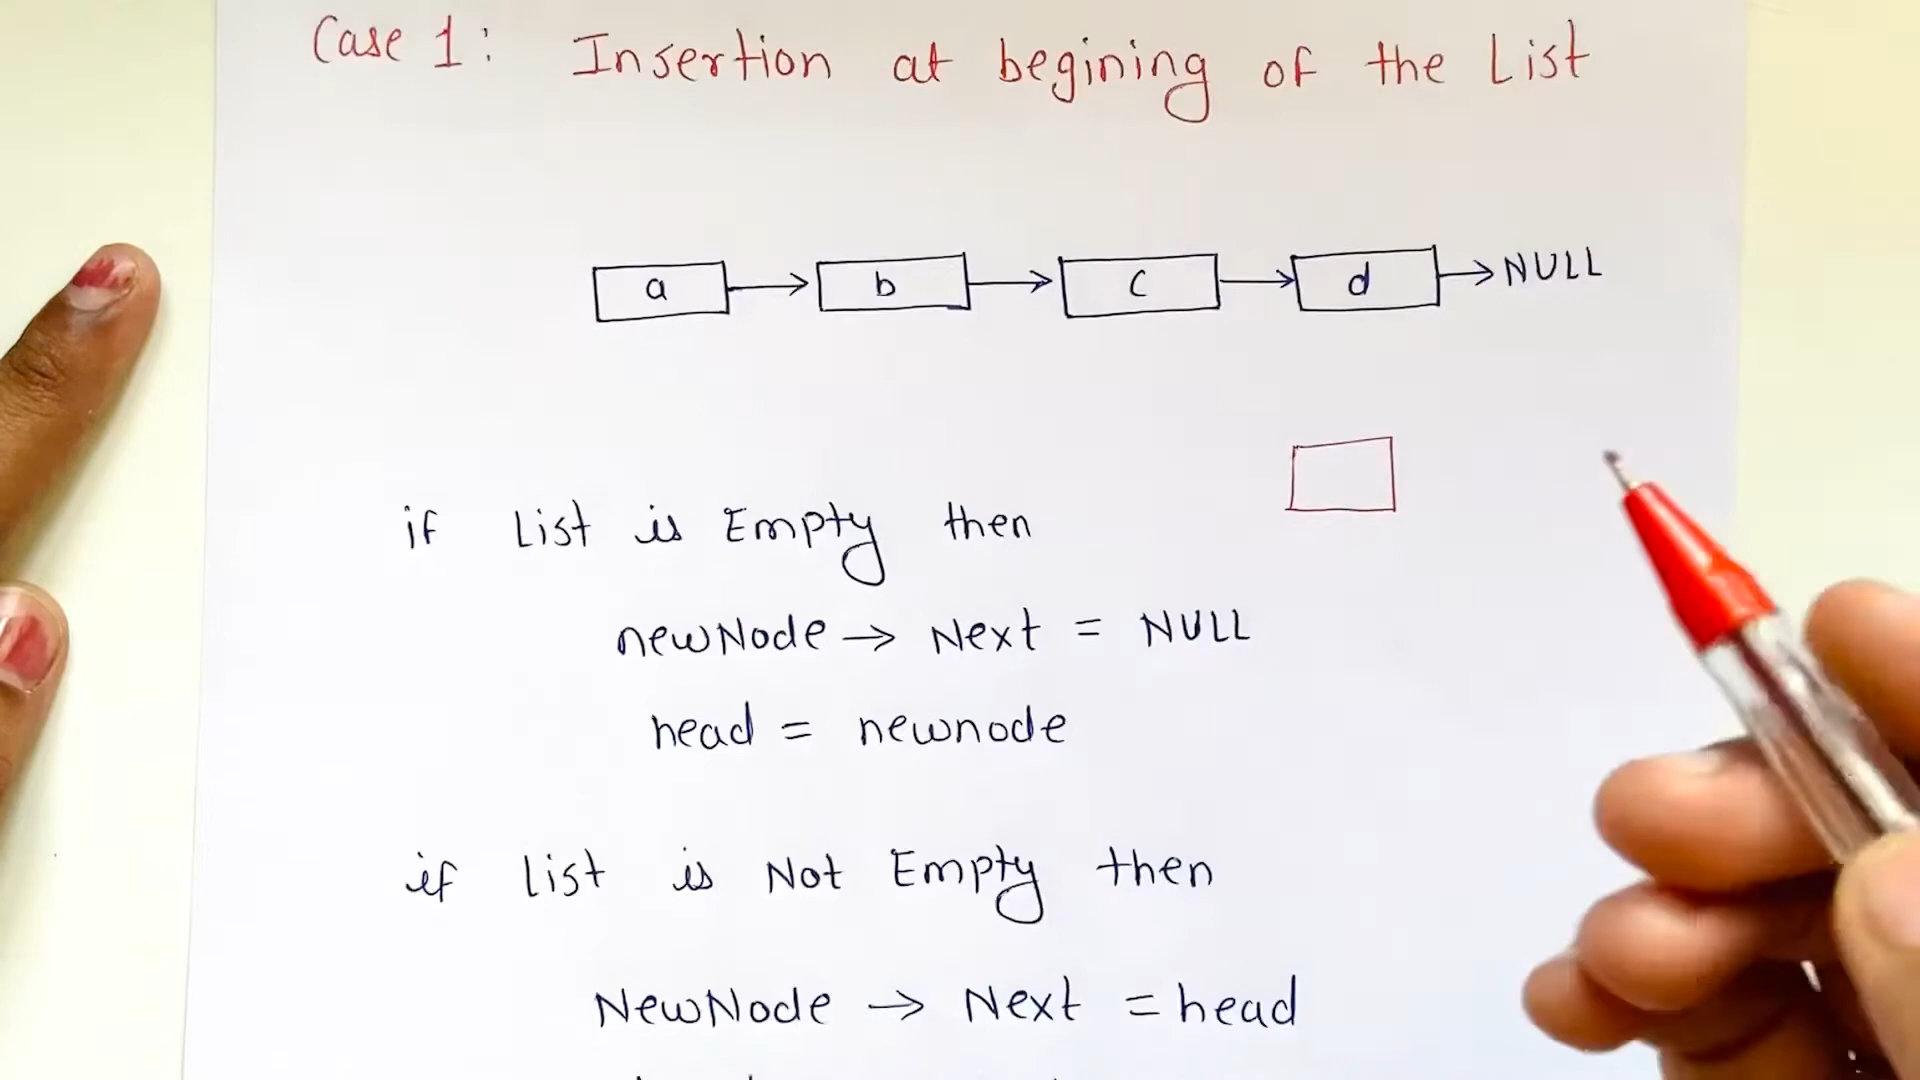 Case 1: Insertion at begining of the List
a → b → c → d → NULL
if List is Empty then
newNode → Next = NULL
head = newnode
if List is Not Empty then
NewNode → Next = head